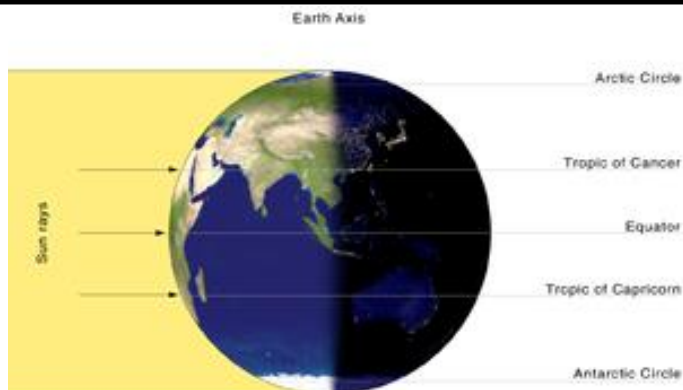 Earth Axis
Arctic Circle
Tropic of Cancer
Sun rays
Equator
Tropic of Capricorn
Antarctic Circle